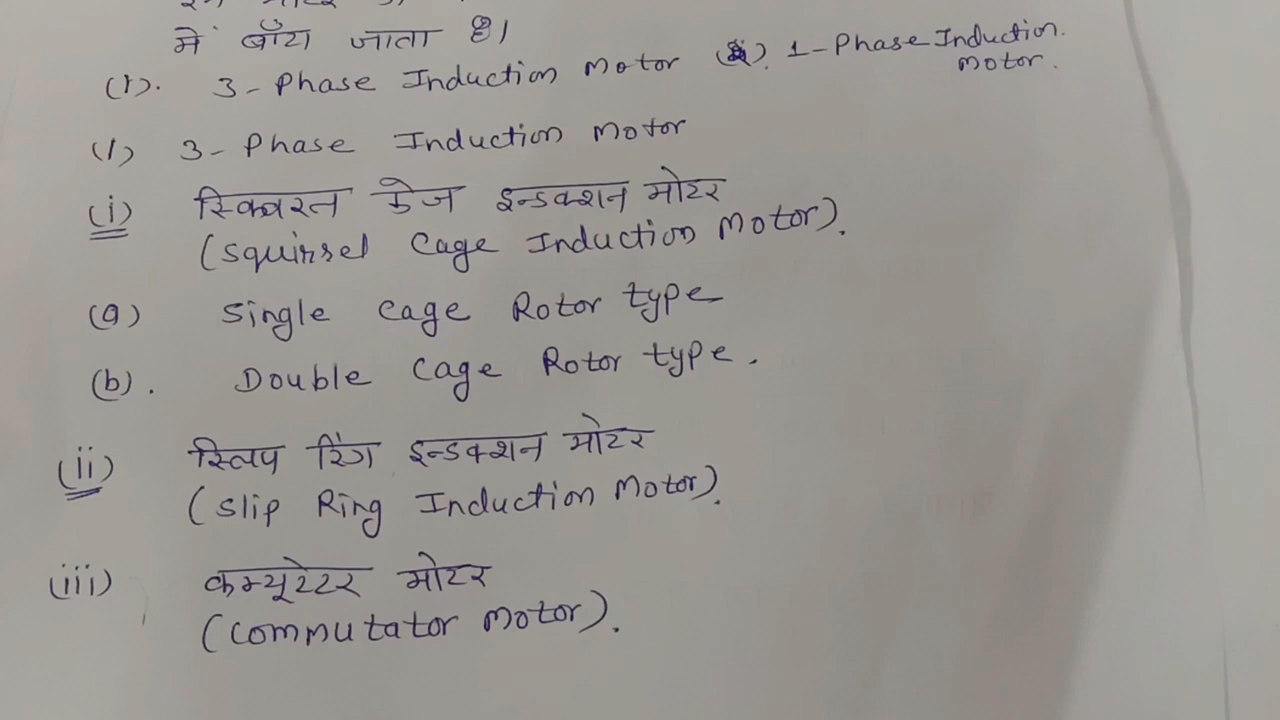 में बाँटा जाता है।
(1). 3-Phase Induction Motor (2). 1-Phase Induction Motor.
(1) 3-Phase Induction Motor
(i) स्किवरल केज इन्डक्शन मोटर
(Squirrel Cage Induction Motor).
(a) Single Cage Rotor type
(b). Double Cage Rotor type.
(ii) स्लिप रिंग इन्डक्शन मोटर
(Slip Ring Induction Motor).
(iii) कम्यूटेटर मोटर
(Commutator Motor).